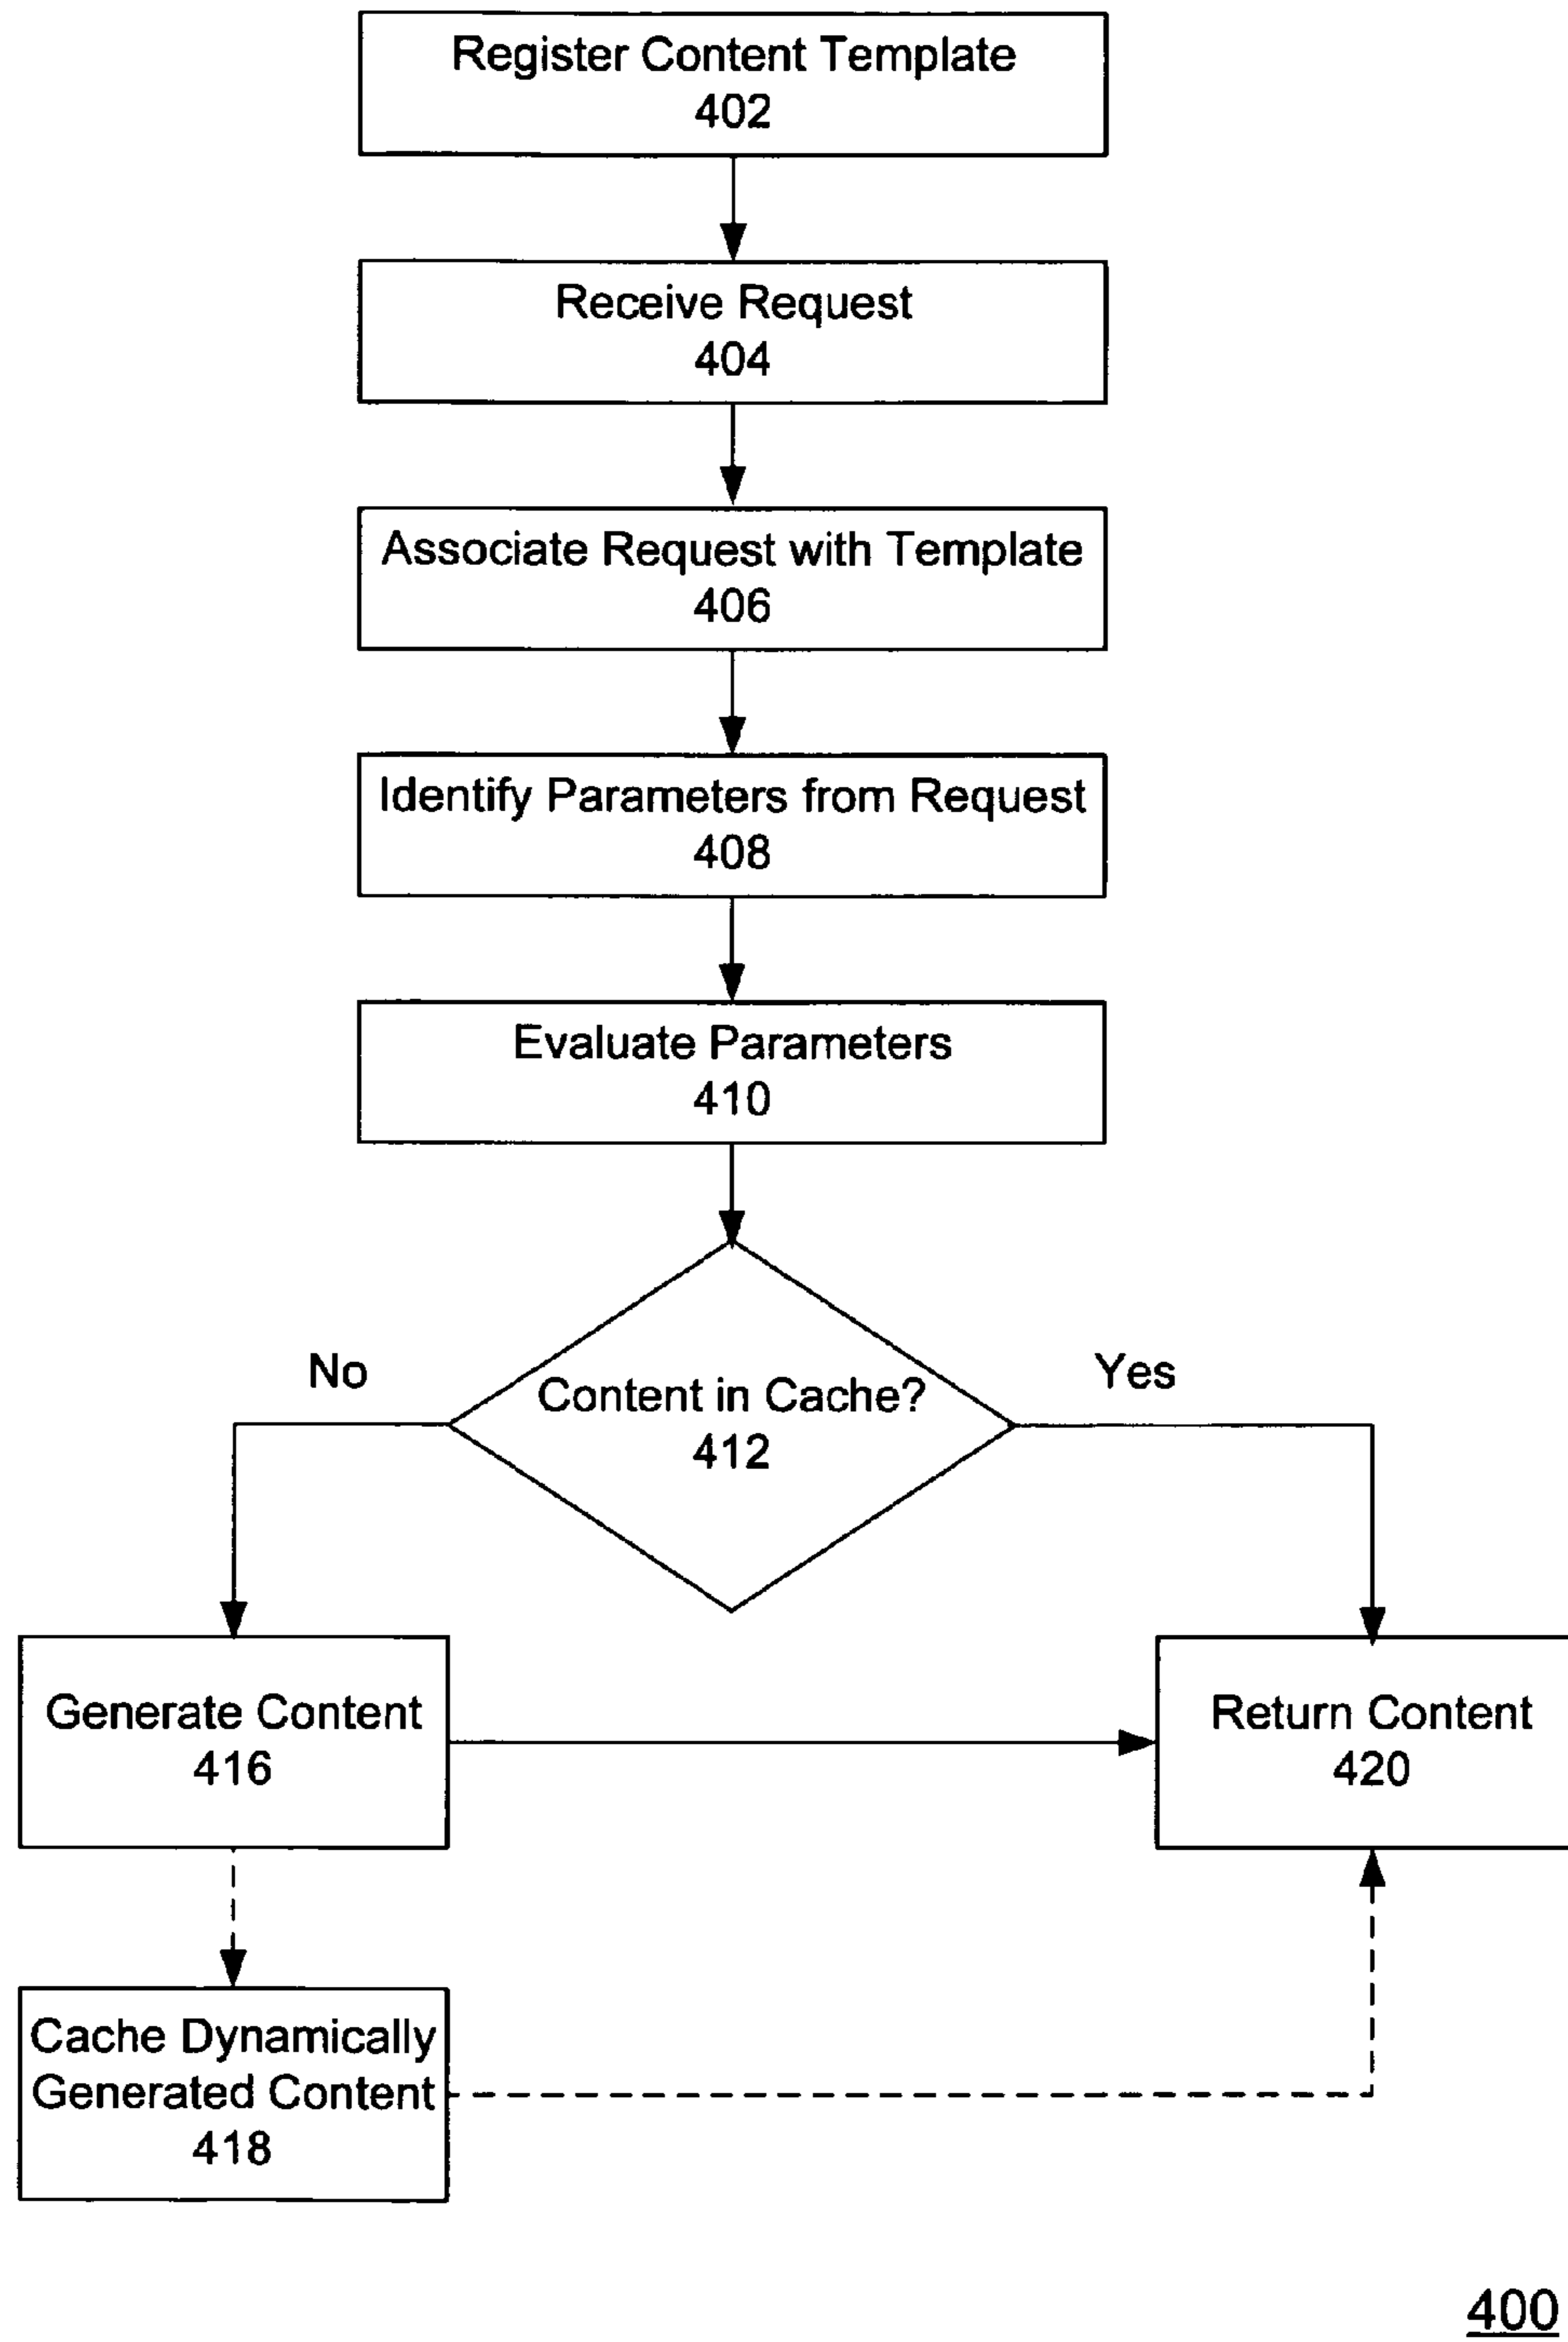 Register Content Template
402
Receive Request
404
Associate Request with Template
406
Identify Parameters from Request
408
Evaluate Parameters
410
No
Yes
Content in Cache?
412
Generate Content
416
Return Content
420
Cache Dynamically
Generated Content
418
400